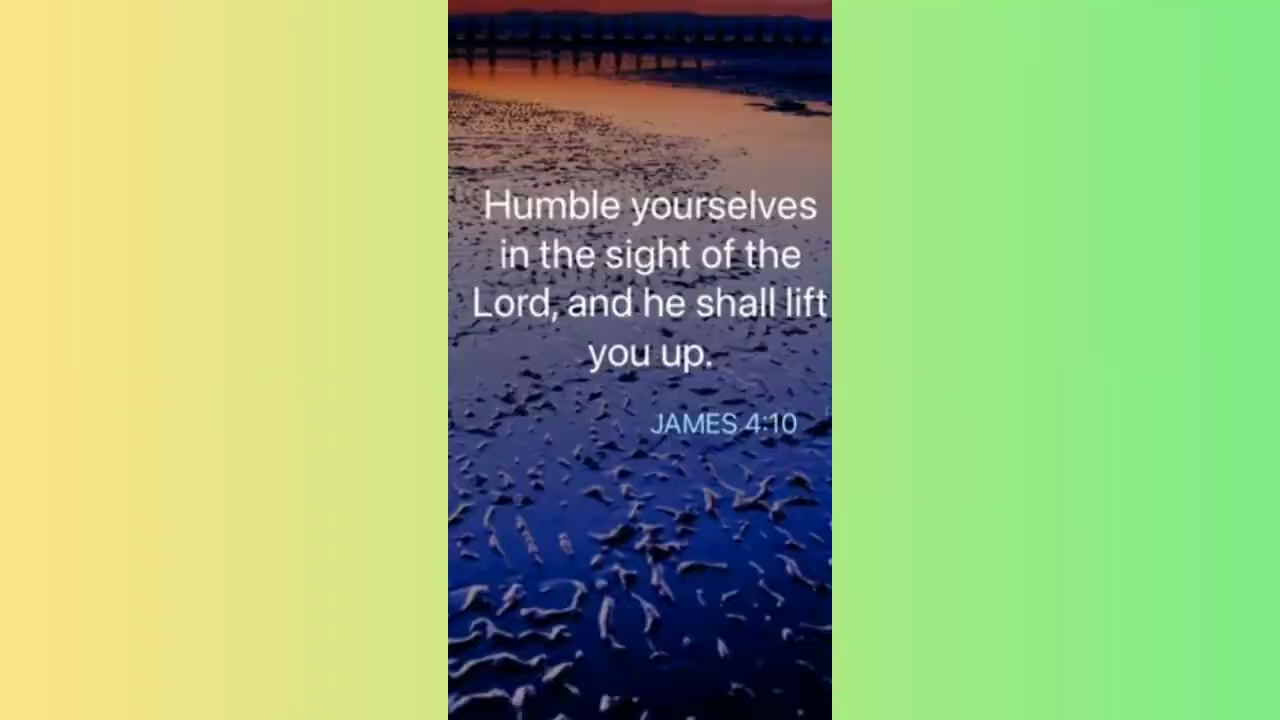 Humble yourselves
in the sight of the
Lord, and he shall lift
you up.
JAMES 4:10